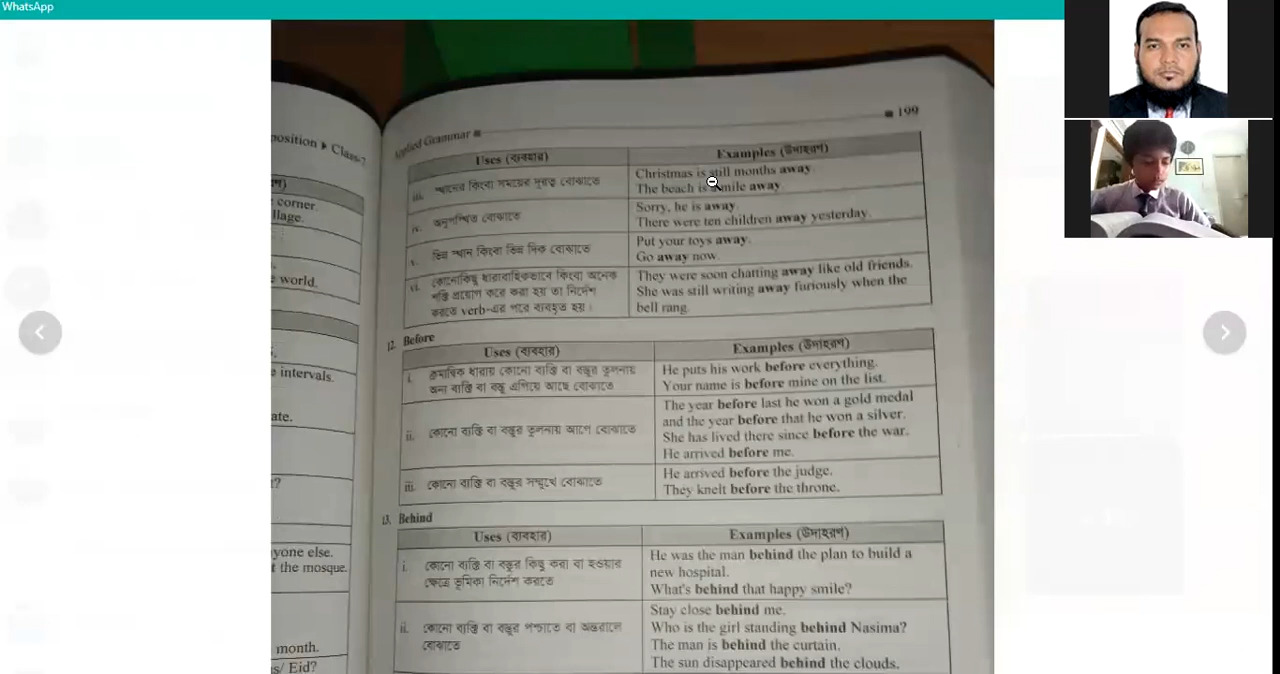 WhatsApp
position ▸ Class-7
corner.
llage.
world.
intervals.
ate.
?
yone else.
t the mosque.
month.
s/ Eid?
Applied Grammar ■
■ 199
Uses (ব্যবহার) Examples (উদাহরণ)
iii. স্থানের কিংবা সময়ের দূরত্ব বোঝাতে
Christmas is still months away.
The beach is a mile away.
iv. অনুপস্থিত বোঝাতে
Sorry, he is away.
There were ten children away yesterday.
v. ভিন্ন স্থান কিংবা ভিন্ন দিক বোঝাতে
Put your toys away.
Go away now.
vi. কোনোকিছু ধারাবাহিকভাবে কিংবা অনেক
শক্তি প্রয়োগ করে করা হয় তা নির্দেশ
করতে verb-এর পরে ব্যবহৃত হয়।
They were soon chatting away like old friends.
She was still writing away furiously when the
bell rang.
12. Before
Uses (ব্যবহার) Examples (উদাহরণ)
i. ক্রমাধিক ধারায় কোনো ব্যক্তি বা বস্তুর তুলনায়
অন্য ব্যক্তি বা বস্তু এগিয়ে আছে বোঝাতে
He puts his work before everything.
Your name is before mine on the list.
ii. কোনো ব্যক্তি বা বস্তুর তুলনায় আগে বোঝাতে
The year before last he won a gold medal
and the year before that he won a silver.
She has lived there since before the war.
He arrived before me.
iii. কোনো ব্যক্তি বা বস্তুর সম্মুখে বোঝাতে
He arrived before the judge.
They knelt before the throne.
13. Behind
Uses (ব্যবহার) Examples (উদাহরণ)
i. কোনো ব্যক্তি বা বস্তুর কিছু করা বা হওয়ার
ক্ষেত্রে ভূমিকা নির্দেশ করতে
He was the man behind the plan to build a
new hospital.
What's behind that happy smile?
ii. কোনো ব্যক্তি বা বস্তুর পশ্চাতে বা অন্তরালে
বোঝাতে
Stay close behind me.
Who is the girl standing behind Nasima?
The man is behind the curtain.
The sun disappeared behind the clouds.